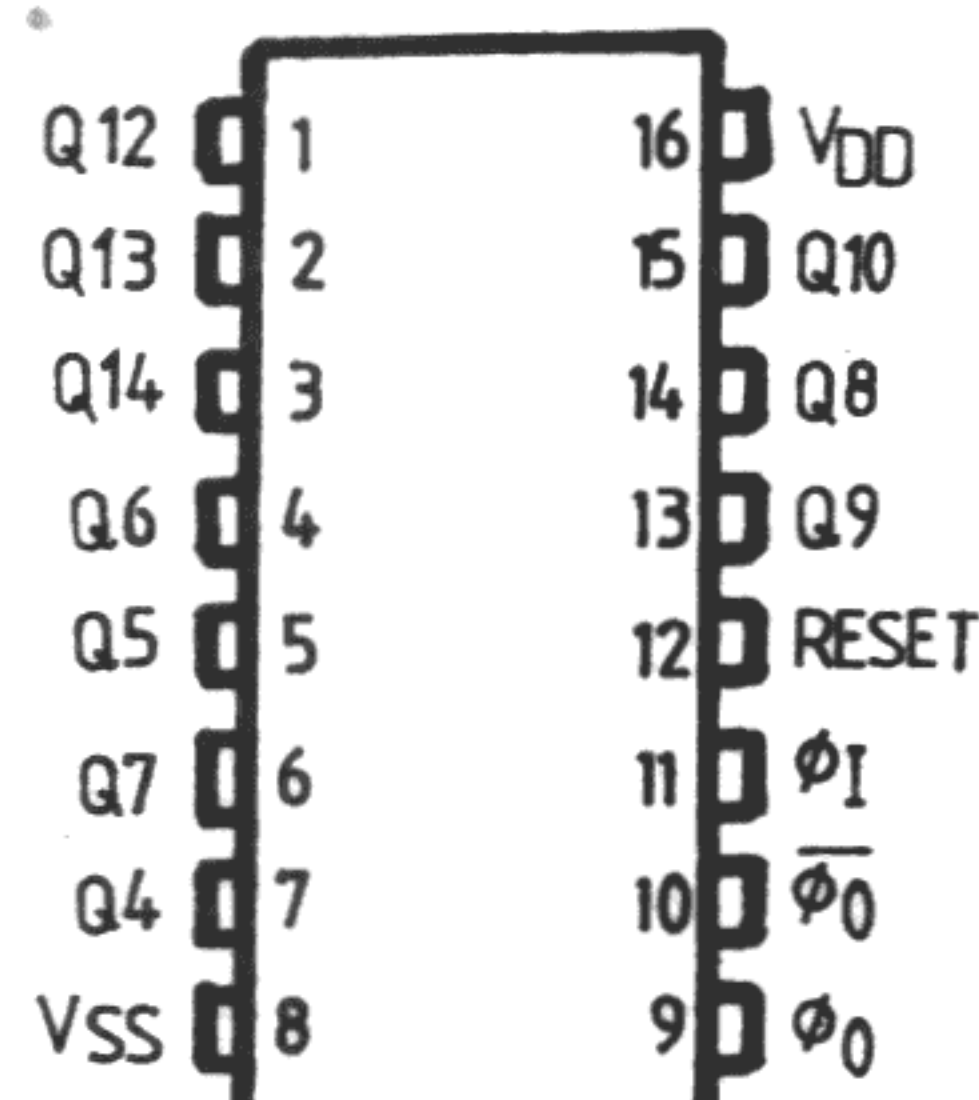 Q12 1 16 VDD
Q13 2 15 Q10
Q14 3 14 Q8
Q6 4 13 Q9
Q5 5 12 RESET
Q7 6 11 ϕI
Q4 7 10 ϕ̅0̅
VSS 8 9 ϕ0